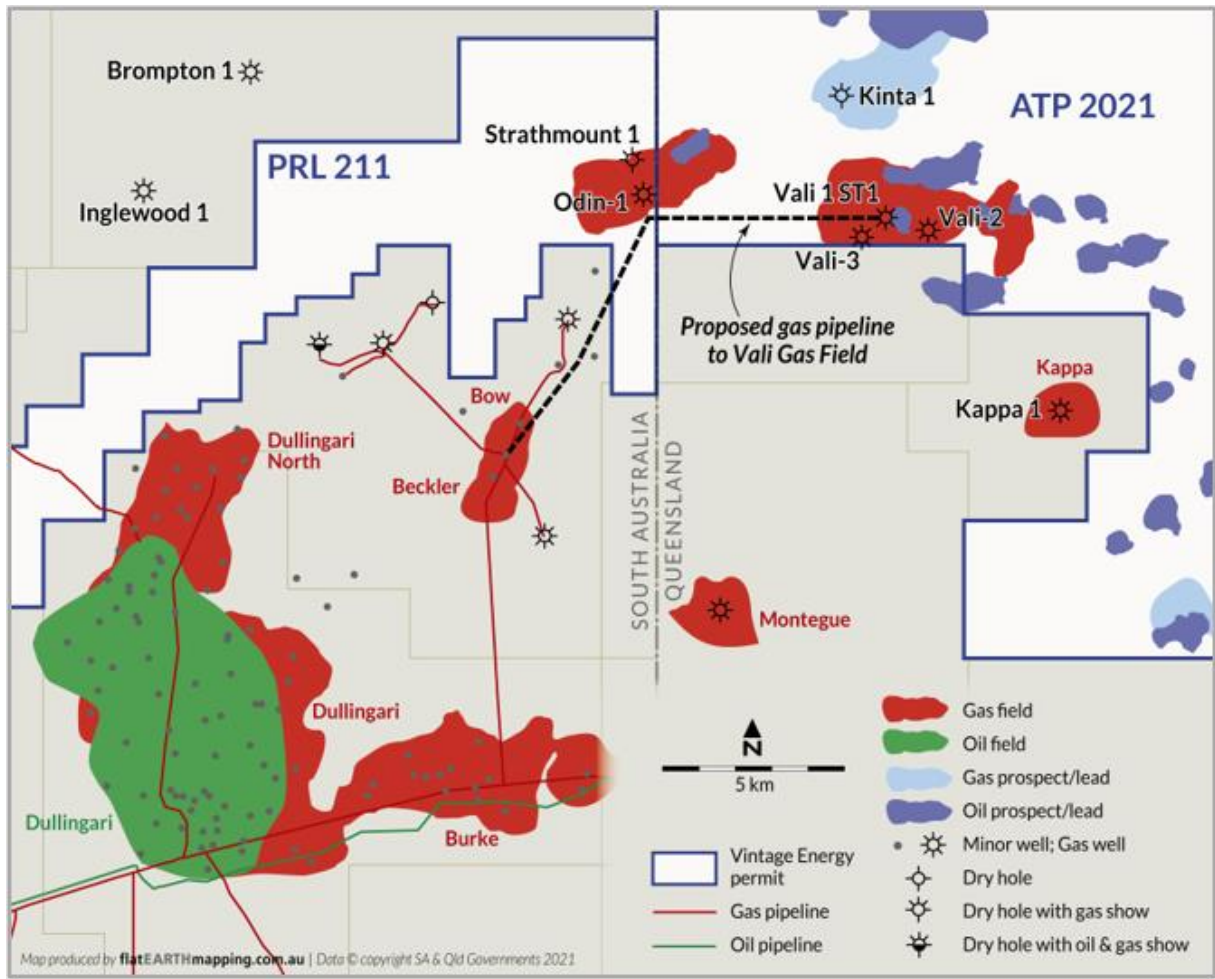 Brompton 1
Kinta 1
ATP 2021
Strathmount 1
PRL 211
Inglewood 1
Odin-1
Vali 1 ST1
Vali-2
Vali-3
Proposed gas pipeline
to Vali Gas Field
Bow
Kappa
Kappa 1
Dullingari
North
Beckler
SOUTH AUSTRALIA
QUEENSLAND
Montegue
Dullingari
Dullingari
Burke
N
5 km
Gas field
Oil field
Gas prospect/lead
Oil prospect/lead
Minor well; Gas well
Dry hole
Dry hole with gas show
Dry hole with oil & gas show
Vintage Energy
permit
Gas pipeline
Oil pipeline
Map produced by flatEARTHmapping.com.au | Data © copyright SA & Qld Governments 2021